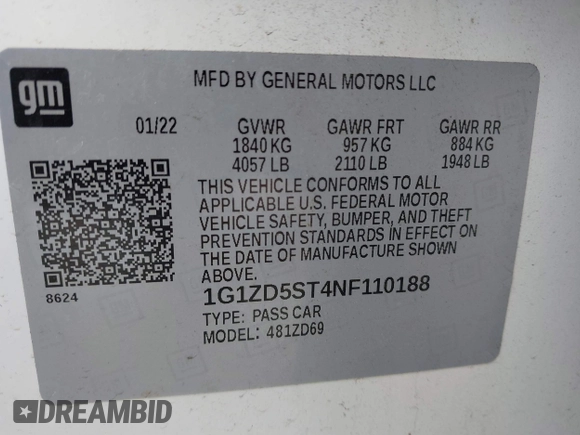 gm
MFD BY GENERAL MOTORS LLC
01/22 GVWR GAWR FRT GAWR RR
1840 KG 957 KG 884 KG
4057 LB 2110 LB 1948 LB
THIS VEHICLE CONFORMS TO ALL
APPLICABLE U.S. FEDERAL MOTOR
VEHICLE SAFETY, BUMPER, AND THEFT
PREVENTION STANDARDS IN EFFECT ON
THE DATE OF MANUFACTURE SHOWN
ABOVE.
8624
1G1ZD5ST4NF110188
TYPE: PASS CAR
MODEL: 481ZD69
DREAMBID